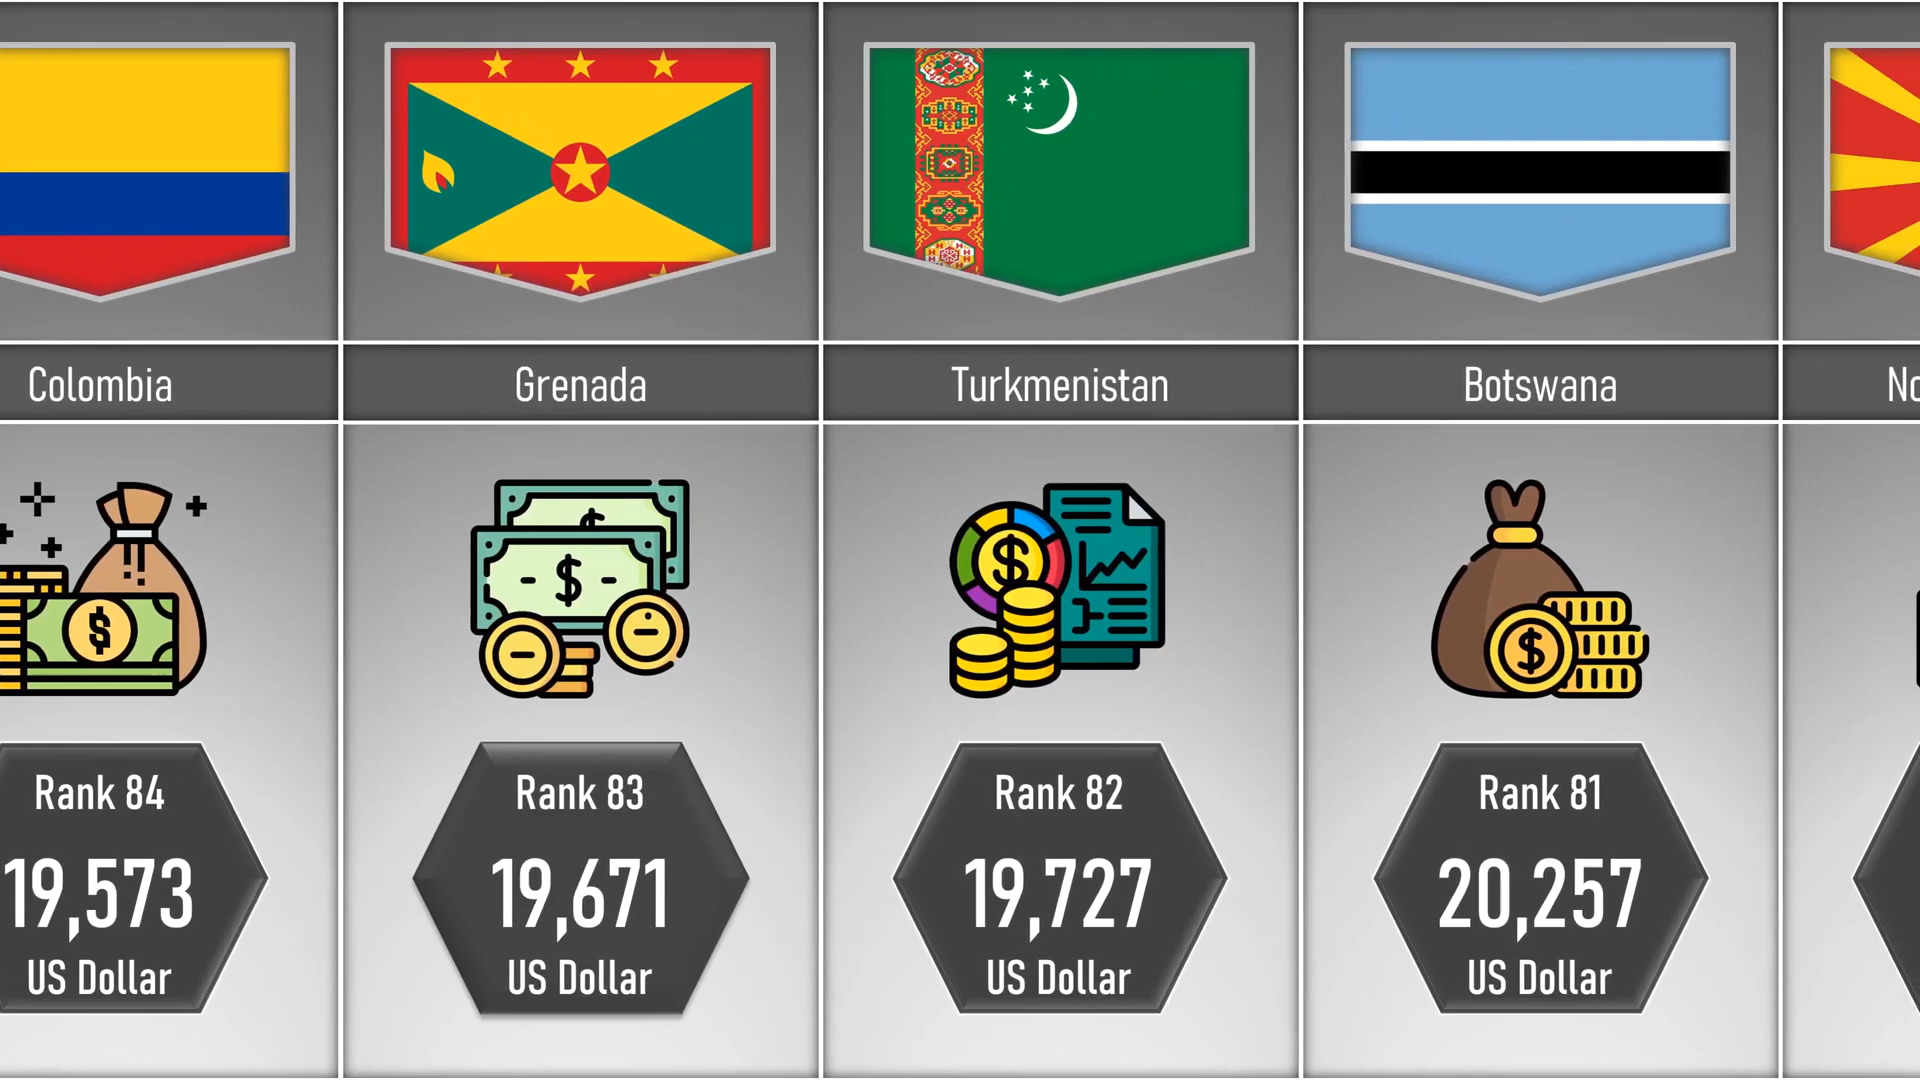 Colombia
Grenada
Turkmenistan
Botswana
$
$
$
$
$
Rank 84
19,573
US Dollar
Rank 83
19,671
US Dollar
Rank 82
19,727
US Dollar
Rank 81
20,257
US Dollar